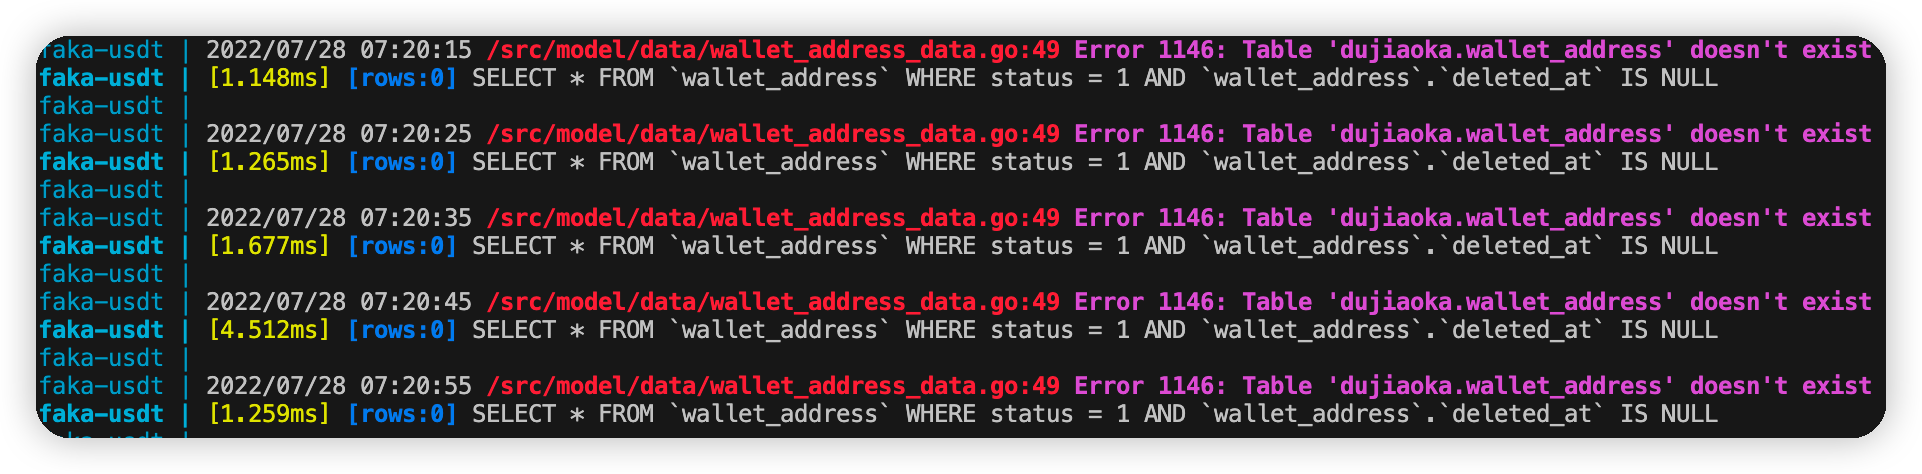 faka-usdt | 2022/07/28 07:20:15 /src/model/data/wallet_address_data.go:49 Error 1146: Table 'dujiaoka.wallet_address' doesn't exist
faka-usdt | [1.148ms] [rows:0] SELECT * FROM `wallet_address` WHERE status = 1 AND `wallet_address`.`deleted_at` IS NULL
faka-usdt |
faka-usdt | 2022/07/28 07:20:25 /src/model/data/wallet_address_data.go:49 Error 1146: Table 'dujiaoka.wallet_address' doesn't exist
faka-usdt | [1.265ms] [rows:0] SELECT * FROM `wallet_address` WHERE status = 1 AND `wallet_address`.`deleted_at` IS NULL
faka-usdt |
faka-usdt | 2022/07/28 07:20:35 /src/model/data/wallet_address_data.go:49 Error 1146: Table 'dujiaoka.wallet_address' doesn't exist
faka-usdt | [1.677ms] [rows:0] SELECT * FROM `wallet_address` WHERE status = 1 AND `wallet_address`.`deleted_at` IS NULL
faka-usdt |
faka-usdt | 2022/07/28 07:20:45 /src/model/data/wallet_address_data.go:49 Error 1146: Table 'dujiaoka.wallet_address' doesn't exist
faka-usdt | [4.512ms] [rows:0] SELECT * FROM `wallet_address` WHERE status = 1 AND `wallet_address`.`deleted_at` IS NULL
faka-usdt |
faka-usdt | 2022/07/28 07:20:55 /src/model/data/wallet_address_data.go:49 Error 1146: Table 'dujiaoka.wallet_address' doesn't exist
faka-usdt | [1.259ms] [rows:0] SELECT * FROM `wallet_address` WHERE status = 1 AND `wallet_address`.`deleted_at` IS NULL